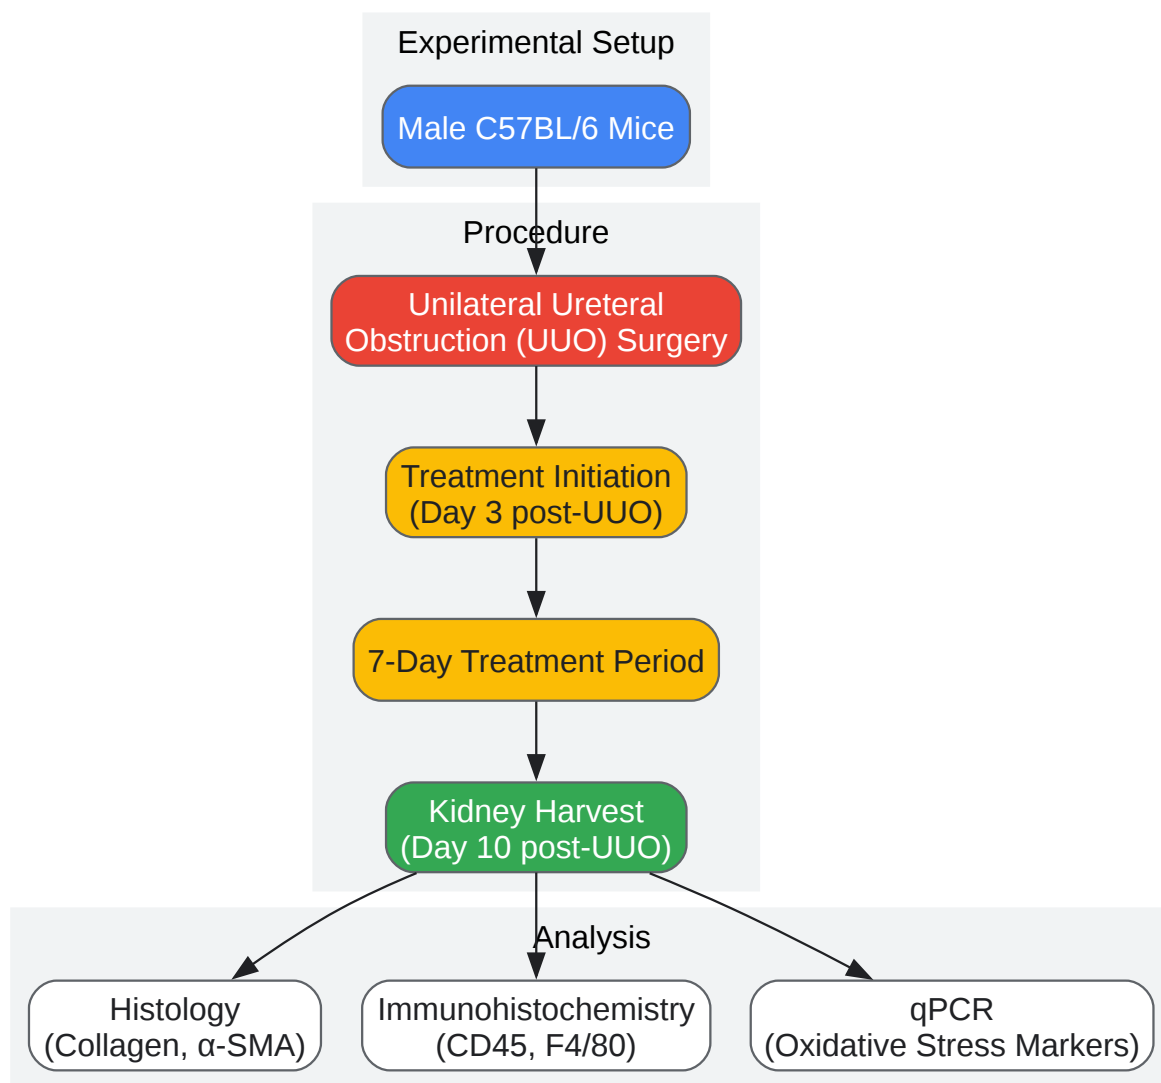 Experimental Setup
Male C57BL/6 Mice
Procedure
Unilateral Ureteral
Obstruction (UUO) Surgery
Treatment Initiation
(Day 3 post-UUO)
7-Day Treatment Period
Kidney Harvest
(Day 10 post-UUO)
Analysis
Histology
(Collagen, α-SMA)
Immunohistochemistry
(CD45, F4/80)
qPCR
(Oxidative Stress Markers)